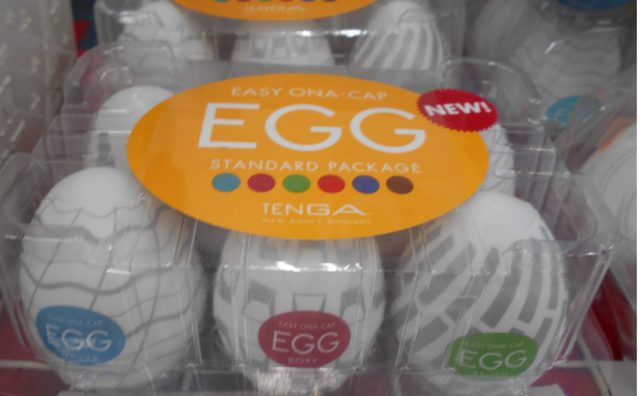 TENGA
EASY ONA-CAP
EGG
NEW!
STANDARD PACKAGE
TENGA
NEW ADULT CONCEPT
EASY ONA-CAP
EGG
EASY ONA-CAP
EGG
BOXY
EASY ONA-CAP
EGG